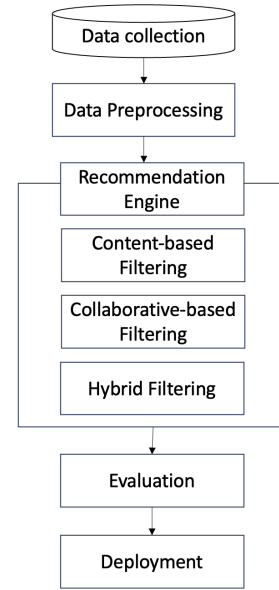 Data collection
Data Preprocessing
Recommendation
Engine
Content-based
Filtering
Collaborative-based
Filtering
Hybrid Filtering
Evaluation
Deployment